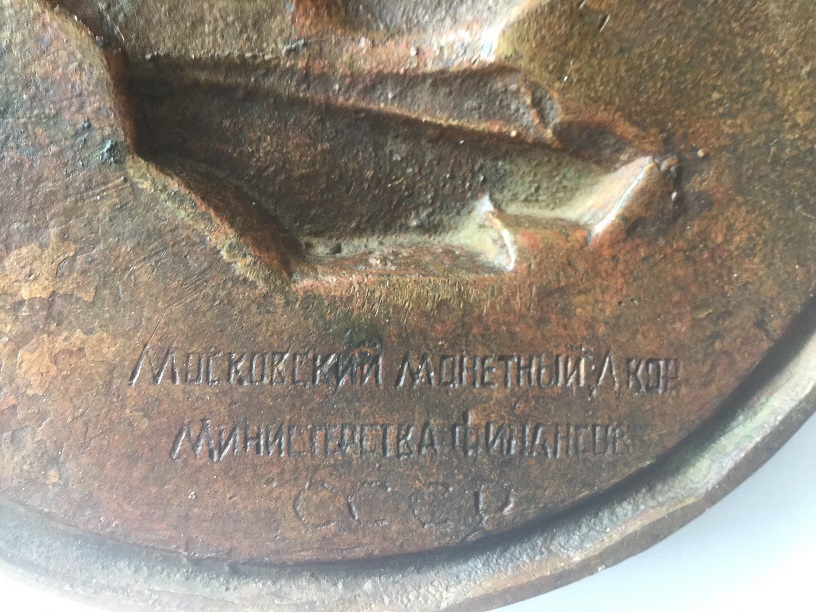 Московский монетный двор
Министерства финансов
СССР